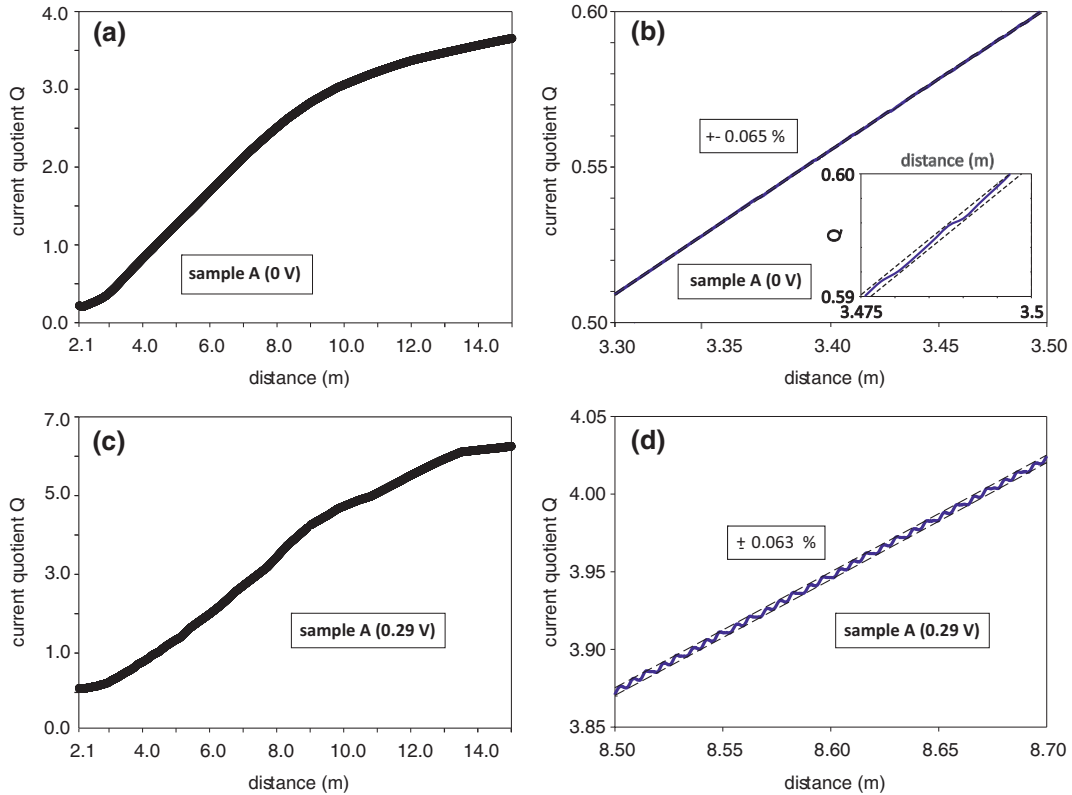 (a)
current quotient Q
4.0
3.0
2.0
1.0
0.0
sample A (0 V)
2.1 4.0 6.0 8.0 10.0 12.0 14.0
distance (m)
(b)
current quotient Q
0.60
0.55
0.50
+- 0.065 %
distance (m)
0.60
Q
0.59
3.475 3.5
sample A (0 V)
3.30 3.35 3.40 3.45 3.50
distance (m)
(c)
current quotient Q
7.0
5.0
3.0
1.0
0.0
sample A (0.29 V)
2.1 4.0 6.0 8.0 10.0 12.0 14.0
distance (m)
(d)
current quotient Q
4.05
4.00
3.95
3.90
3.85
± 0.063 %
sample A (0.29 V)
8.50 8.55 8.60 8.65 8.70
distance (m)